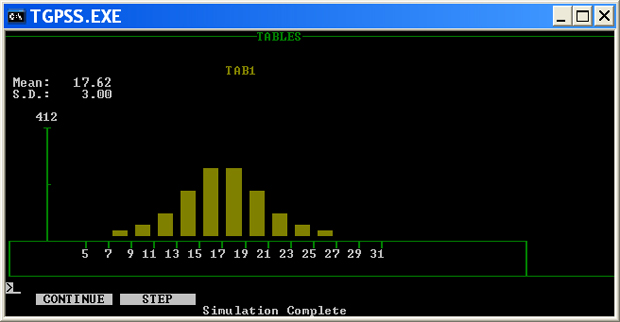 TGPSS.EXE
TABLES
TAB1
Mean: 17.62
S.D.: 3.00
412
5 7 9 11 13 15 17 19 21 23 25 27 29 31
>_
CONTINUE STEP
Simulation Complete